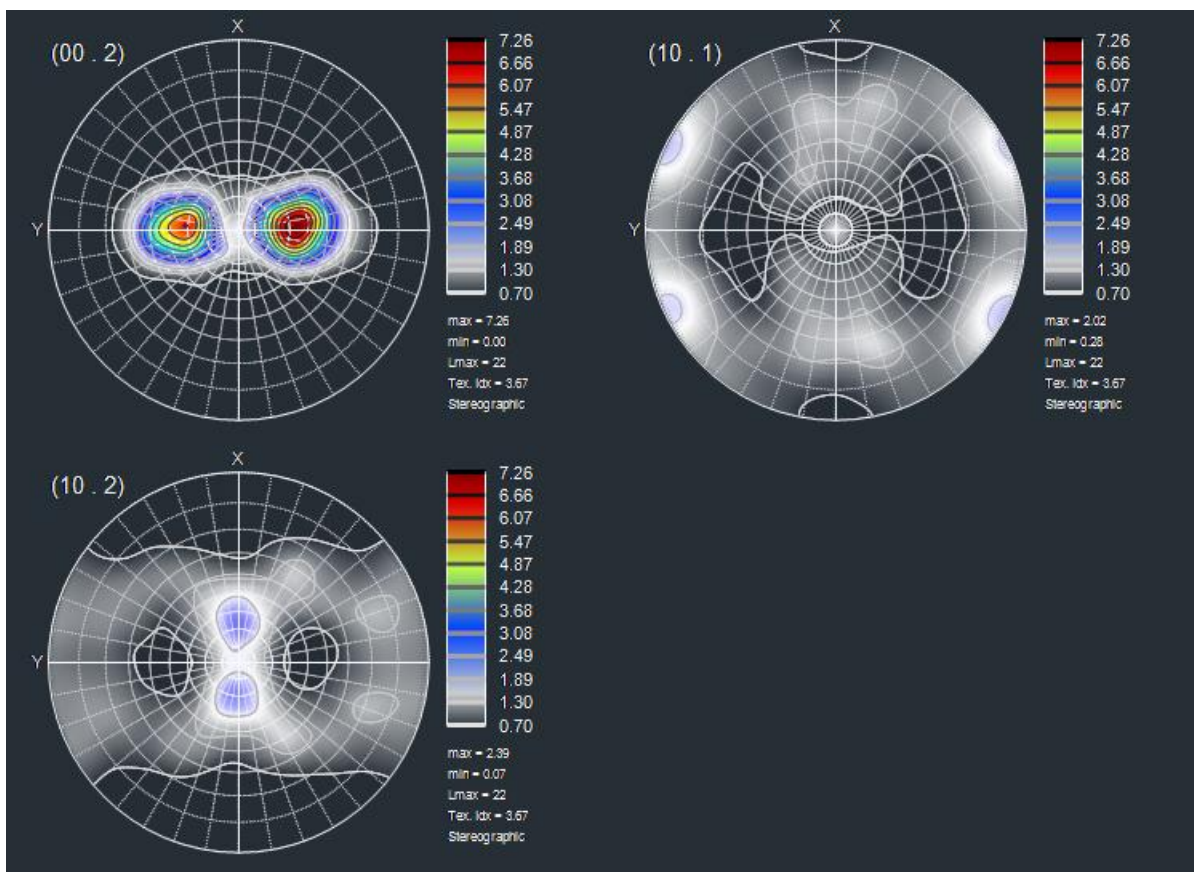 (00 . 2)
X
Y
7.26
6.66
6.07
5.47
4.87
4.28
3.68
3.08
2.49
1.89
1.30
0.70
max = 7.26
min = 0.00
Lmax = 22
Tex. Idx = 3.67
Stereographic
(10 . 1)
X
Y
7.26
6.66
6.07
5.47
4.87
4.28
3.68
3.08
2.49
1.89
1.30
0.70
max = 2.02
min = 0.28
Lmax = 22
Tex. Idx = 3.67
Stereographic
(10 . 2)
X
Y
7.26
6.66
6.07
5.47
4.87
4.28
3.68
3.08
2.49
1.89
1.30
0.70
max = 2.39
min = 0.07
Lmax = 22
Tex. Idx = 3.67
Stereographic